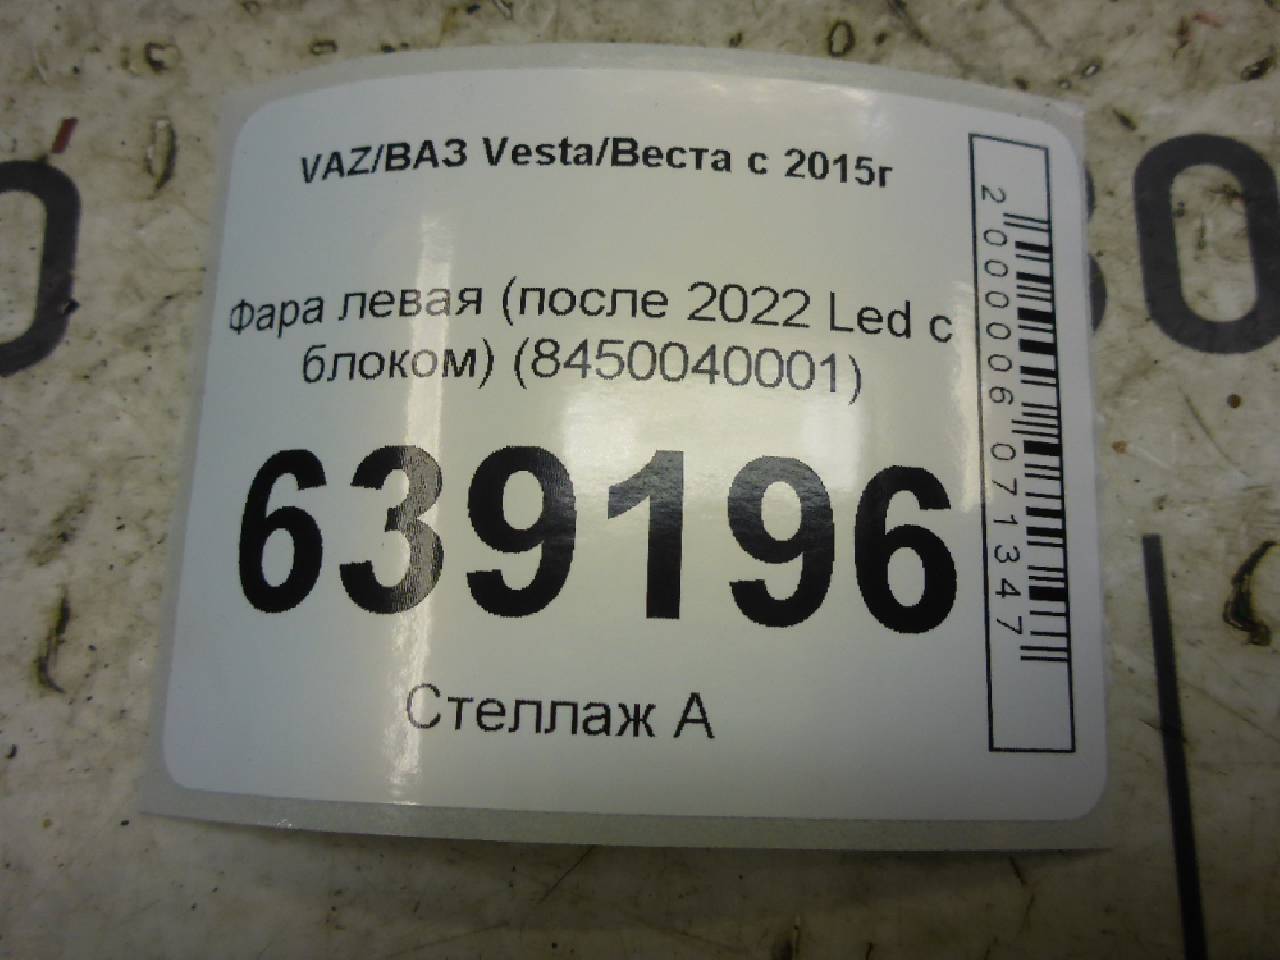 VAZ/ВАЗ Vesta/Веста с 2015г
Фара левая (после 2022 Led с
блоком) (8450040001)
639196
Стеллаж А
2000006071347